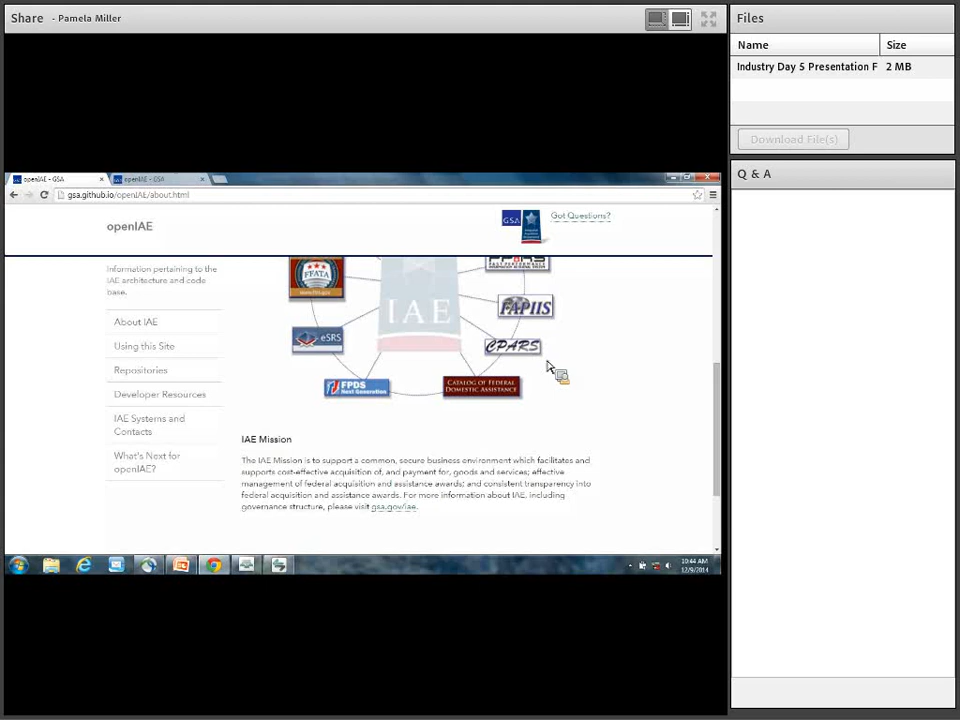 Share - Pamela Miller
Files
Name Size
Industry Day 5 Presentation F 2 MB
Download File(s)
Q & A
openIAE - GSA
openIAE - GSA
gsa.github.io/openIAE/about.html
openIAE
GSA
Got Questions?
Information pertaining to the
IAE architecture and code
base.
About IAE
Using this Site
Repositories
Developer Resources
IAE Systems and
Contacts
What's Next for
openIAE?
FFATA
IAE
FAPIIS
eSRS
CPARS
FPDS
Next Generation
CATALOG OF FEDERAL
DOMESTIC ASSISTANCE
IAE Mission
The IAE Mission is to support a common, secure business environment which facilitates and
supports cost-effective acquisition of, and payment for, goods and services; effective
management of federal acquisition and assistance awards; and consistent transparency into
federal acquisition and assistance awards. For more information about IAE, including
governance structure, please visit gsa.gov/iae.
10:44 AM
12/9/2014